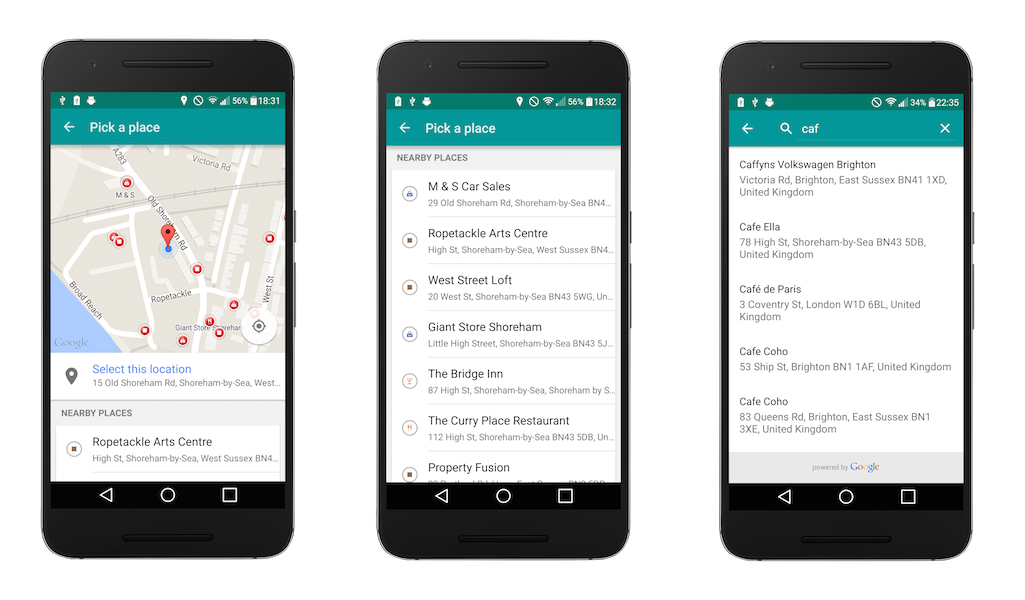 56% 18:31
Pick a place
A283
Victoria Rd
M & S
Old Shoreham Rd
Ropetackle
West St
Broad Reach
Giant Store Shoreham
Google
Select this location
15 Old Shoreham Rd, Shoreham-by-Sea, West...
NEARBY PLACES
Ropetackle Arts Centre
High St, Shoreham-by-Sea, West Sussex BN4...
56% 18:32
Pick a place
NEARBY PLACES
M & S Car Sales
29 Old Shoreham Rd, Shoreham-by-Sea BN4...
Ropetackle Arts Centre
High St, Shoreham-by-Sea, West Sussex BN4...
West Street Loft
20 West St, Shoreham-by-Sea BN43 5WG, Un...
Giant Store Shoreham
Little High Street, Shoreham-by-Sea BN43 5J...
The Bridge Inn
87 High St, Shoreham-by-Sea, Shoreham by S...
The Curry Place Restaurant
112 High St, Shoreham-by-Sea BN43 5DB, Un...
Property Fusion
34% 22:35
caf
Caffyns Volkswagen Brighton
Victoria Rd, Brighton, East Sussex BN41 1XD,
United Kingdom
Cafe Ella
78 High St, Shoreham-by-Sea BN43 5DB,
United Kingdom
Café de Paris
3 Coventry St, London W1D 6BL, United
Kingdom
Cafe Coho
53 Ship St, Brighton BN1 1AF, United Kingdom
Cafe Coho
83 Queens Rd, Brighton, East Sussex BN1
3XE, United Kingdom
powered by Google